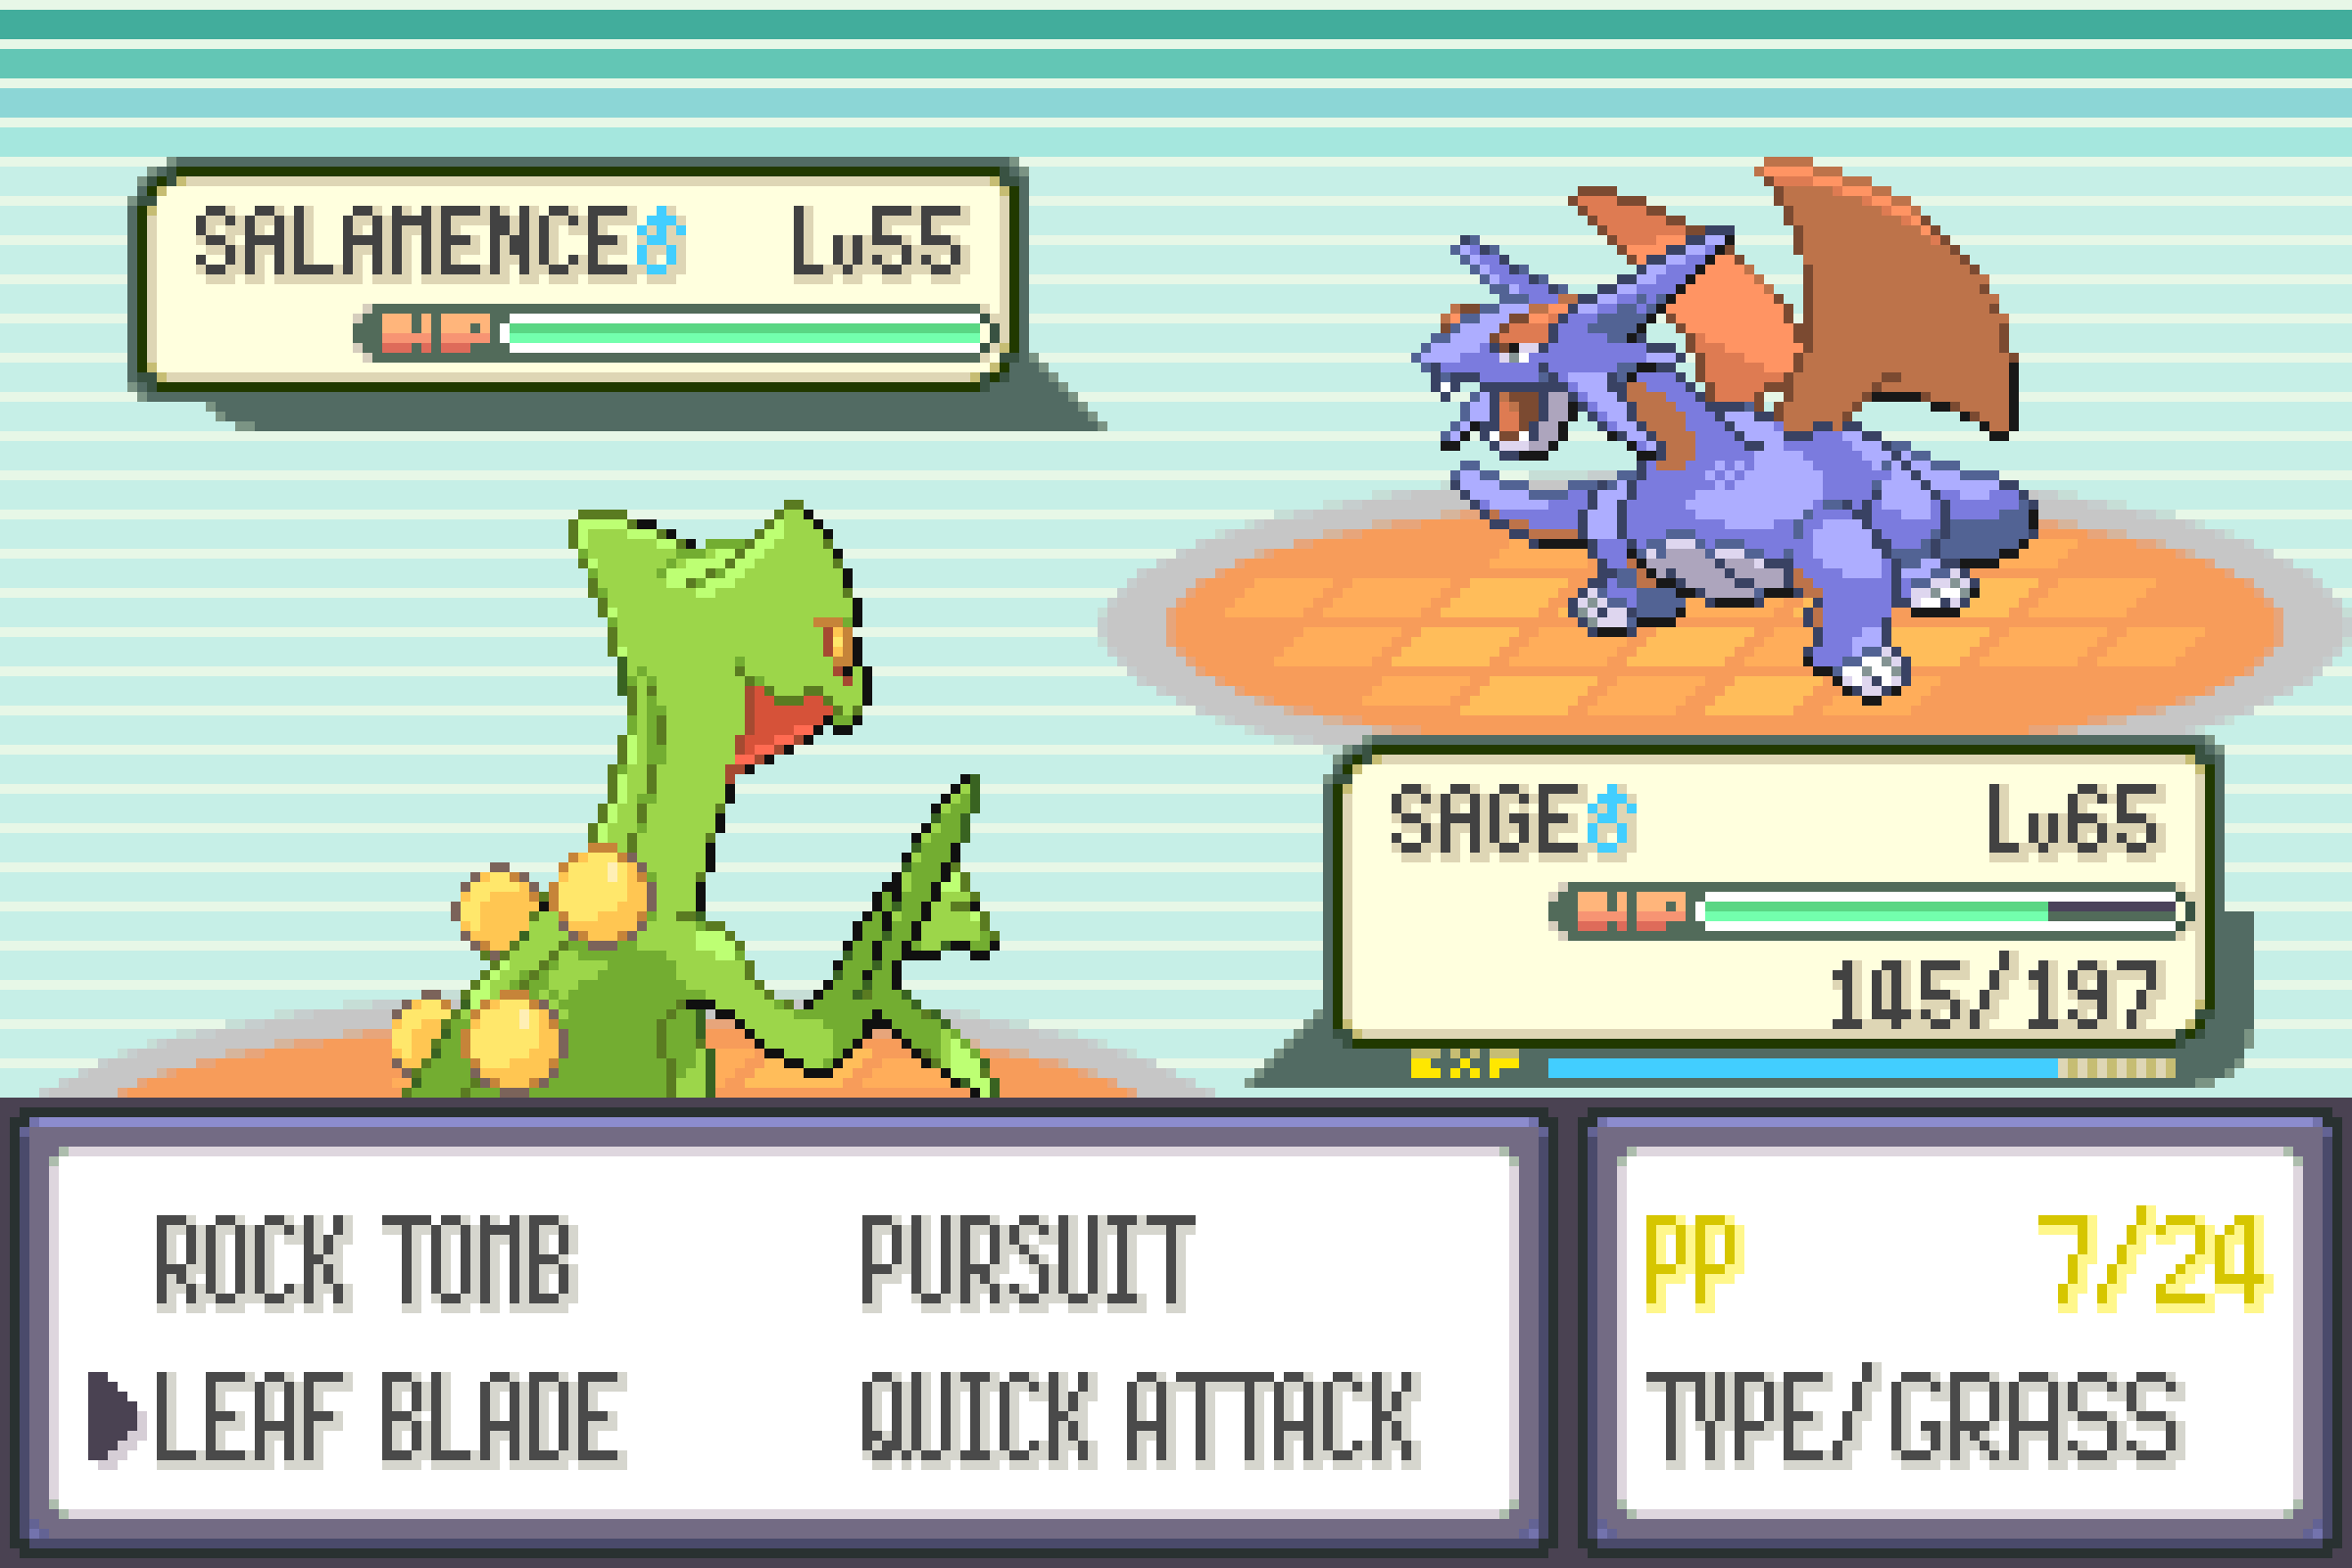 SALAMENCE♂ Lv55
HP
SAGE♂ Lv65
HP
145/197
EXP
ROCK TOMB PURSUIT
LEAF BLADE QUICK ATTACK
PP 7/24
TYPE/GRASS